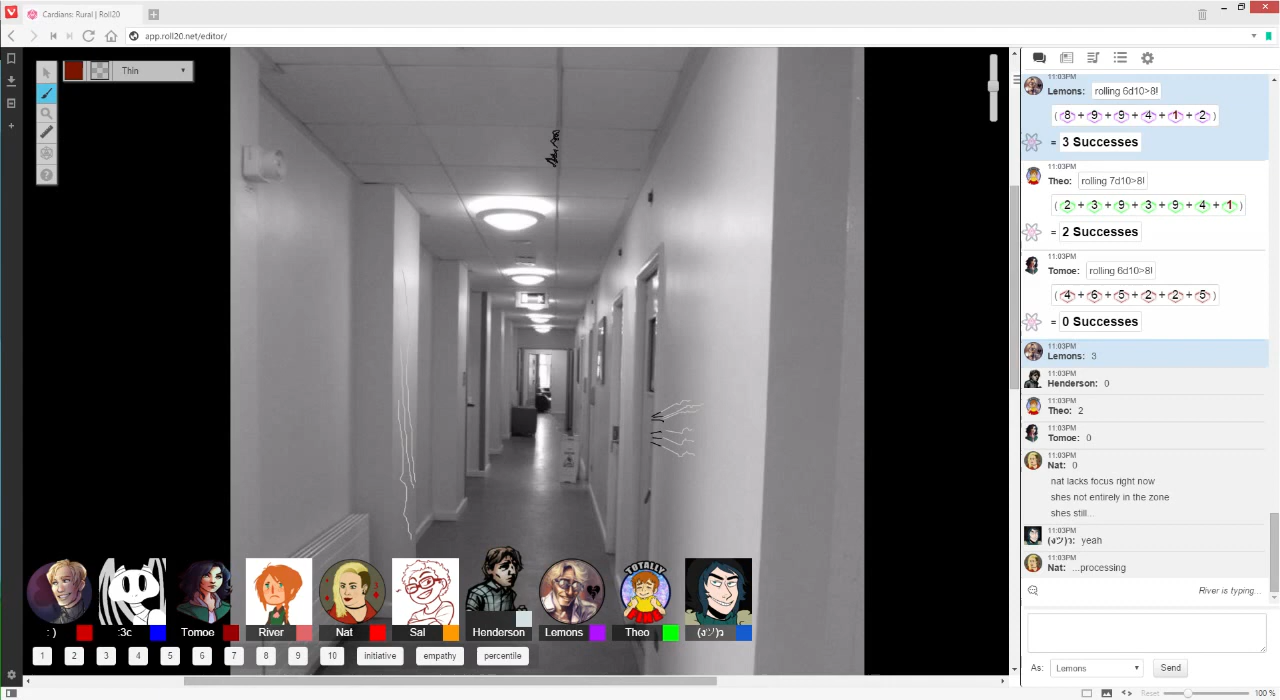 Cardians: Rural | Roll20
app.roll20.net/editor/
Thin
11:03PM
Lemons: rolling 6d10>8!
(8+9+9+4+1+2)
= 3 Successes
11:03PM
Theo: rolling 7d10>8!
(2+3+9+3+9+4+1)
= 2 Successes
11:03PM
Tomoe: rolling 6d10>8!
(4+6+5+2+2+5)
= 0 Successes
11:03PM
Lemons: 3
11:03PM
Henderson: 0
11:03PM
Theo: 2
11:03PM
Tomoe: 0
11:03PM
Nat: 0
nat lacks focus right now
shes not entirely in the zone
shes still...
11:03PM
(งツ)ว: yeah
11:03PM
Nat: ...processing
River is typing...
As: Lemons Send
TOTALLY
: ) :3c Tomoe River Nat Sal Henderson Lemons Theo (งツ)ว
1 2 3 4 5 6 7 8 9 10 initiative empathy percentile
Reset 100 %